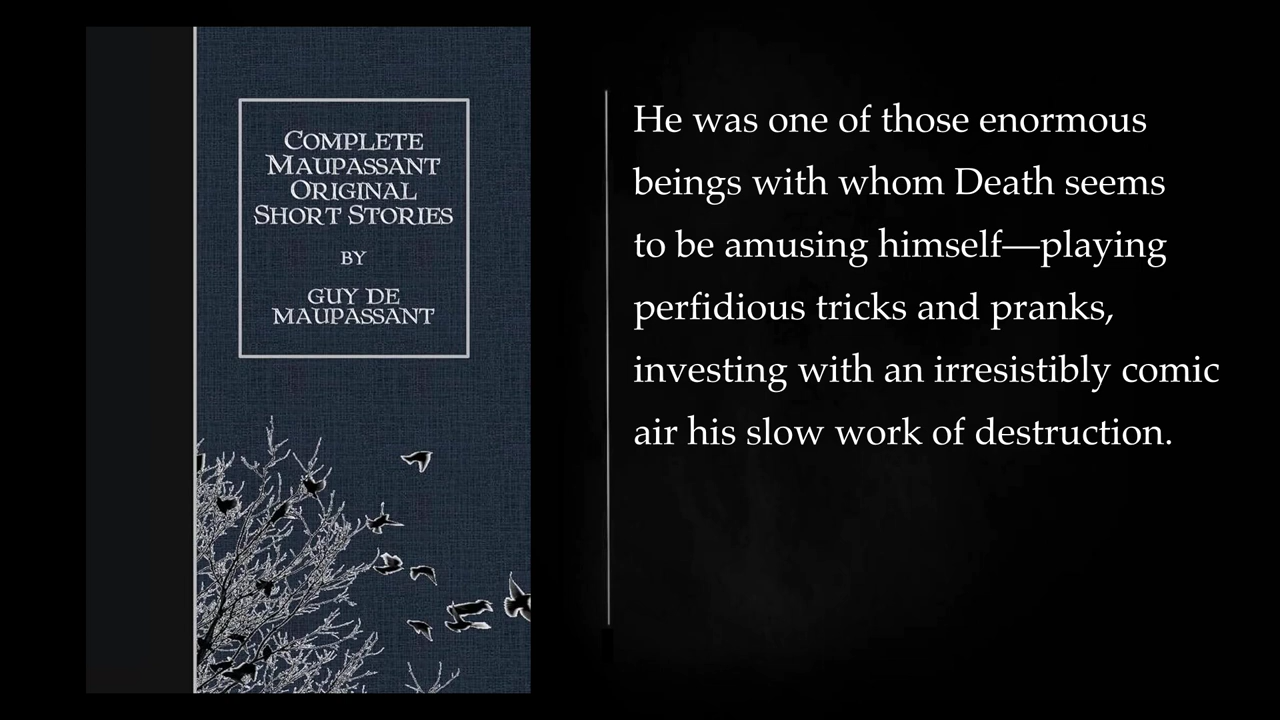 COMPLETE
MAUPASSANT
ORIGINAL
SHORT STORIES
BY
GUY DE
MAUPASSANT
He was one of those enormous
beings with whom Death seems
to be amusing himself—playing
perfidious tricks and pranks,
investing with an irresistibly comic
air his slow work of destruction.